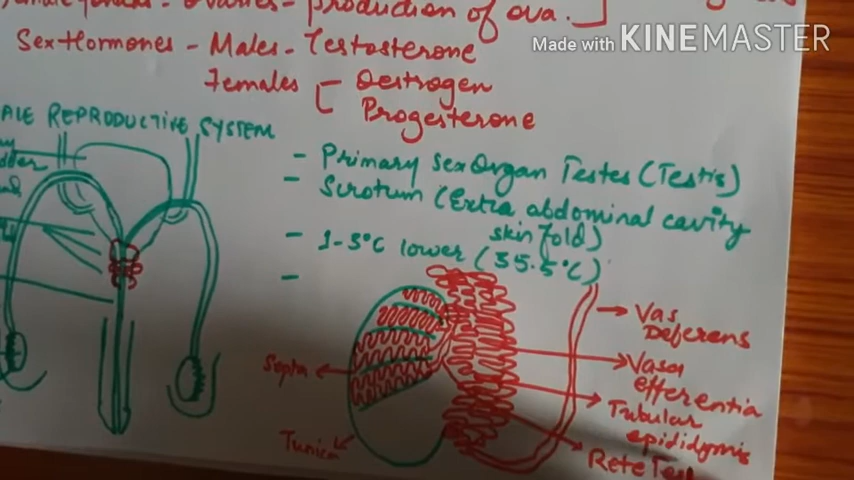 Ovaries - production of ova.
Made with KINEMASTER
Sex Hormones - Males - Testosterone
Females [ Oestrogen
Progesterone
REPRODUCTIVE SYSTEM
- Primary Sex Organ Testes (Testis)
- Scrotum (Extra abdominal cavity
skin fold)
- 1-3°C lower (35.5°C)
-
Vas
Deferens
Septa
Vasa
efferentia
Tubular
epididymis
Tunica
Rete